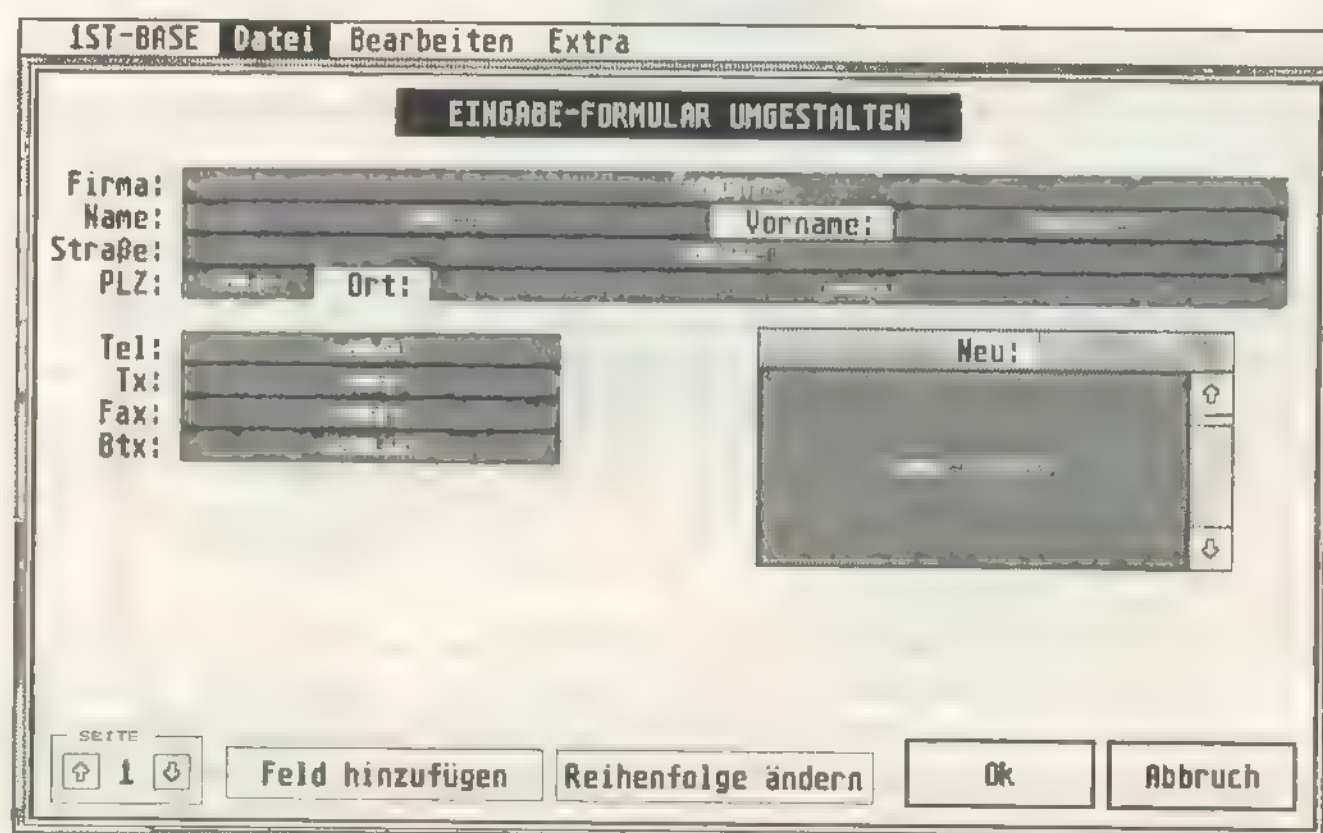 1ST-BASE Datei Bearbeiten Extra
EINGABE-FORMULAR UMGESTALTEN
Firma:
Name: Vorname:
Straße:
PLZ: Ort:
Tel: Neu:
Tx:
Fax:
Btx:
SEITE
1 Feld hinzufügen Reihenfolge ändern Ok Abbruch